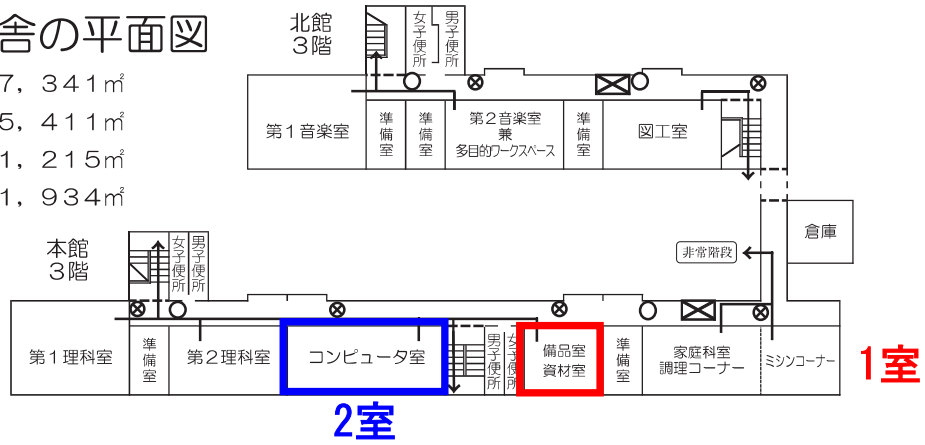 舎の平面図
7，341㎡
5，411㎡
1，215㎡
1，934㎡
北館
3階
女子便所
男子便所
第1音楽室
準備室
準備室
第2音楽室
兼
多目的ワークスペース
準備室
図工室
倉庫
非常階段
本館
3階
女子便所
男子便所
第1理科室
準備室
第2理科室
コンピュータ室
男子便所
女子便所
備品室
資材室
準備室
家庭科室
調理コーナー
ミシンコーナー
1室
2室